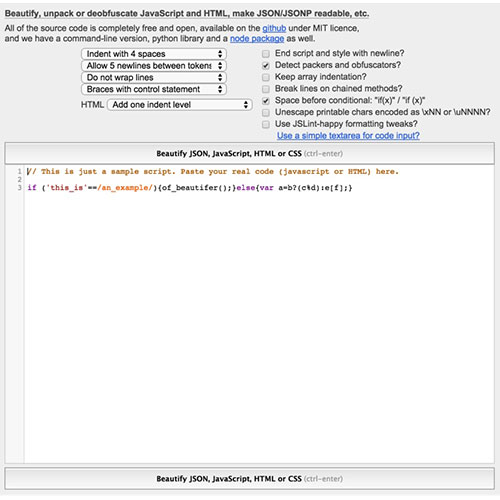 Beautify, unpack or deobfuscate JavaScript and HTML, make JSON/JSONP readable, etc.
All of the source code is completely free and open, available on the github under MIT licence,
and we have a command-line version, python library and a node package as well.
Indent with 4 spaces
Allow 5 newlines between tokens
Do not wrap lines
Braces with control statement
HTML Add one indent level
End script and style with newline?
Detect packers and obfuscators?
Keep array indentation?
Break lines on chained methods?
Space before conditional: "if(x)" / "if (x)"
Unescape printable chars encoded as \xNN or \uNNNN?
Use JSLint-happy formatting tweaks?
Use a simple textarea for code input?
Beautify JSON, JavaScript, HTML or CSS (ctrl-enter)
1 // This is just a sample script. Paste your real code (javascript or HTML) here.
2
3 if ('this_is'==/an_example/){of_beautifer();}else{var a=b?(c%d):e[f];}
Beautify JSON, JavaScript, HTML or CSS (ctrl-enter)